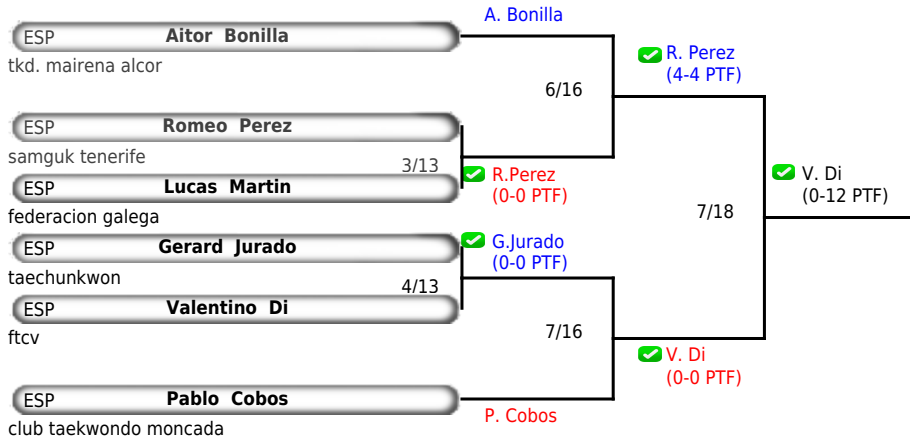 A. Bonilla
ESP Aitor Bonilla
tkd. mairena alcor
R. Perez
(4-4 PTF)
6/16
ESP Romeo Perez
samguk tenerife
3/13
R.Perez
(0-0 PTF)
ESP Lucas Martin
federacion galega
V. Di
(0-12 PTF)
7/18
ESP Gerard Jurado
taechunkwon
G.Jurado
(0-0 PTF)
4/13
ESP Valentino Di
ftcv
7/16
V. Di
(0-0 PTF)
ESP Pablo Cobos
club taekwondo moncada
P. Cobos